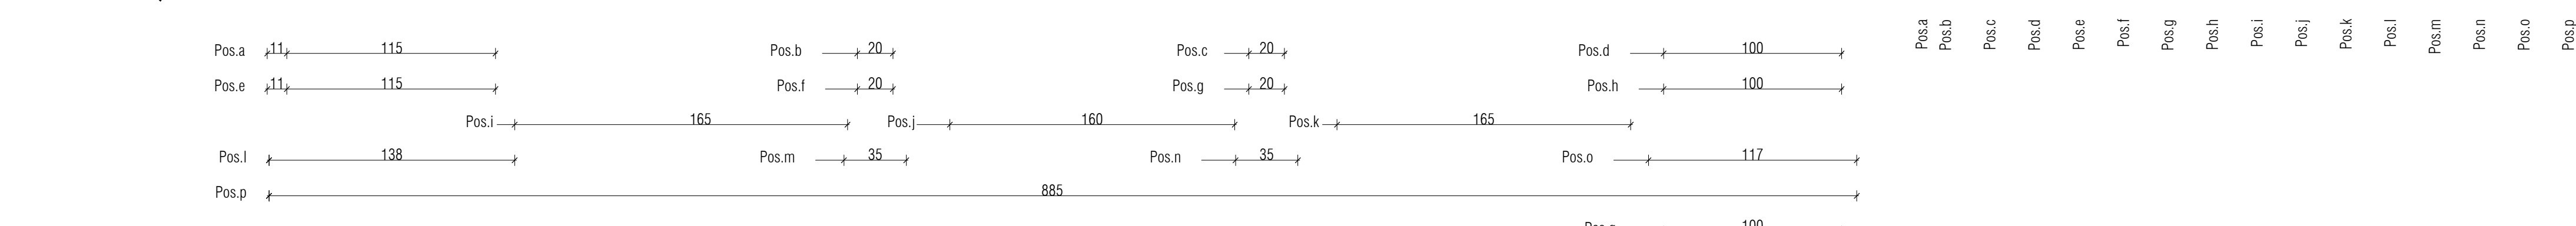 Pos.a 11 115 Pos.b 20 Pos.c 20 Pos.d 100
Pos.e 11 115 Pos.f 20 Pos.g 20 Pos.h 100
Pos.i 165 Pos.j 160 Pos.k 165
Pos.l 138 Pos.m 35 Pos.n 35 Pos.o 117
Pos.p 885
Pos.a
Pos.b
Pos.c
Pos.d
Pos.e
Pos.f
Pos.g
Pos.h
Pos.i
Pos.j
Pos.k
Pos.l
Pos.m
Pos.n
Pos.o
Pos.p